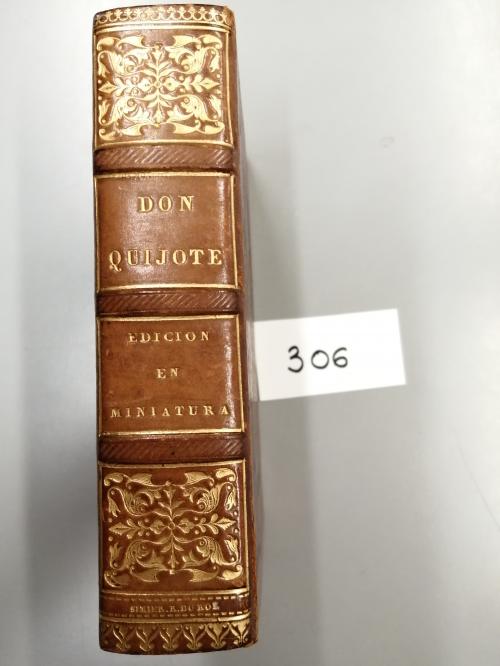 DON
QUIJOTE
EDICION
EN
MINIATURA
306
SIMIER.R.DU ROI